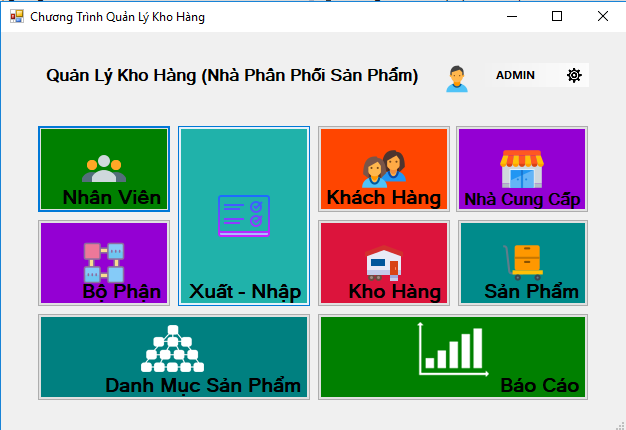 Chương Trình Quản Lý Kho Hàng
Quản Lý Kho Hàng (Nhà Phân Phối Sản Phẩm)
ADMIN
Nhân Viên
Xuất - Nhập
Khách Hàng
Nhà Cung Cấp
Bộ Phận
Kho Hàng
Sản Phẩm
Danh Mục Sản Phẩm
Báo Cáo